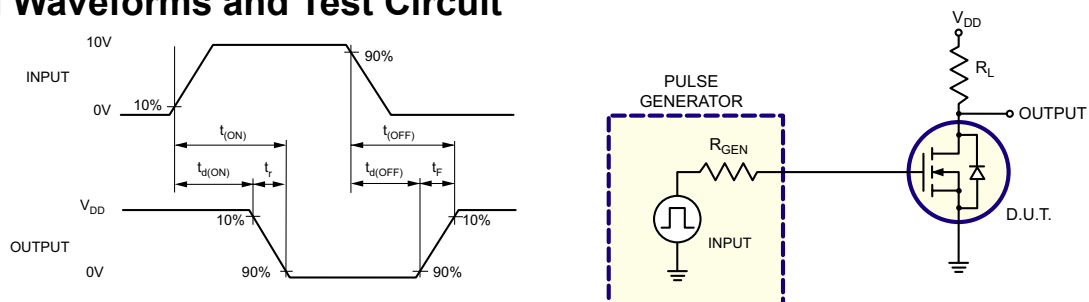 Waveforms and Test Circuit
10V
INPUT
0V
10%
90%
t(ON)
t(OFF)
td(ON)
tr
td(OFF)
tF
VDD
10%
10%
OUTPUT
0V
90%
90%
VDD
RL
OUTPUT
PULSE
GENERATOR
RGEN
INPUT
D.U.T.